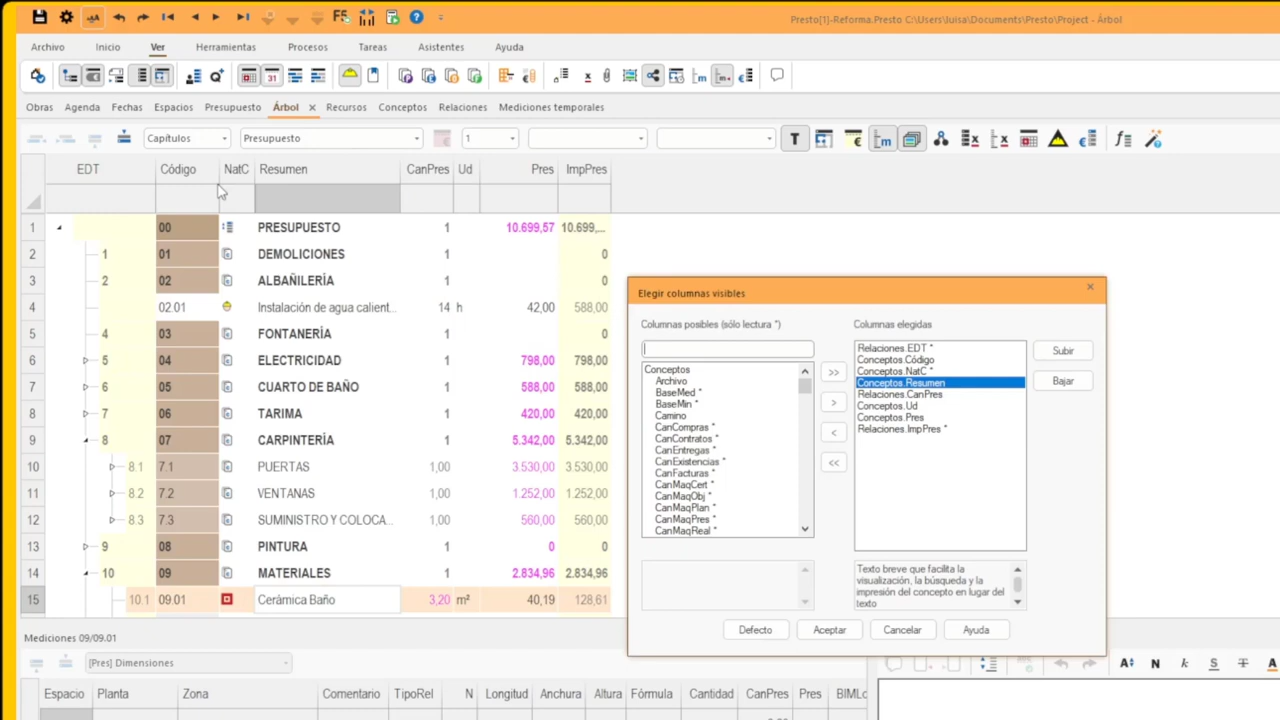 F5
Presto[1]-Reforma.Presto C:\Users\luisa\Documents\Presto\Project - Árbol
Archivo Inicio Ver Herramientas Procesos Tareas Asistentes Ayuda
Obras Agenda Fechas Espacios Presupuesto Árbol Recursos Conceptos Relaciones Mediciones temporales
Capítulos Presupuesto 1 T
EDT Código NatC Resumen CanPres Ud Pres ImpPres
1 00 PRESUPUESTO 1 10.699,57 10.699,...
2 1 01 DEMOLICIONES 1 0
3 2 02 ALBAÑILERÍA 1 0
4 02.01 Instalación de agua calient... 14 h 42,00 588,00
5 4 03 FONTANERÍA 1 0
6 5 04 ELECTRICIDAD 1 798,00 798,00
7 6 05 CUARTO DE BAÑO 1 588,00 588,00
8 7 06 TARIMA 1 420,00 420,00
9 8 07 CARPINTERÍA 1 5.342,00 5.342,00
10 8.1 7.1 PUERTAS 1,00 3.530,00 3.530,00
11 8.2 7.2 VENTANAS 1,00 1.252,00 1.252,00
12 8.3 7.3 SUMINISTRO Y COLOCA... 1,00 560,00 560,00
13 9 08 PINTURA 1 0 0
14 10 09 MATERIALES 1 2.834,96 2.834,96
15 10.1 09.01 Cerámica Baño 3,20 m² 40,19 128,61
Elegir columnas visibles
Columnas posibles (sólo lectura *)
Conceptos
Archivo
BaseMed *
BaseMin *
Camino
CanCompras *
CanContratos *
CanEntregas *
CanExistencias *
CanFacturas *
CanMaqCert *
CanMaqObj *
CanMaqPlan *
CanMaqPres *
CanMaqReal *
>>
>
<
<<
Columnas elegidas
Relaciones.EDT *
Conceptos.Código
Conceptos.NatC *
Conceptos.Resumen
Relaciones.CanPres
Conceptos.Ud
Conceptos.Pres
Relaciones.ImpPres *
Subir
Bajar
Texto breve que facilita la
visualización, la búsqueda y la
impresión del concepto en lugar del
texto
Defecto Aceptar Cancelar Ayuda
Mediciones 09/09.01
[Pres] Dimensiones
A N k S T A
Espacio Planta Zona Comentario TipoRel N Longitud Anchura Altura Fórmula Cantidad CanPres Pres BIMLo